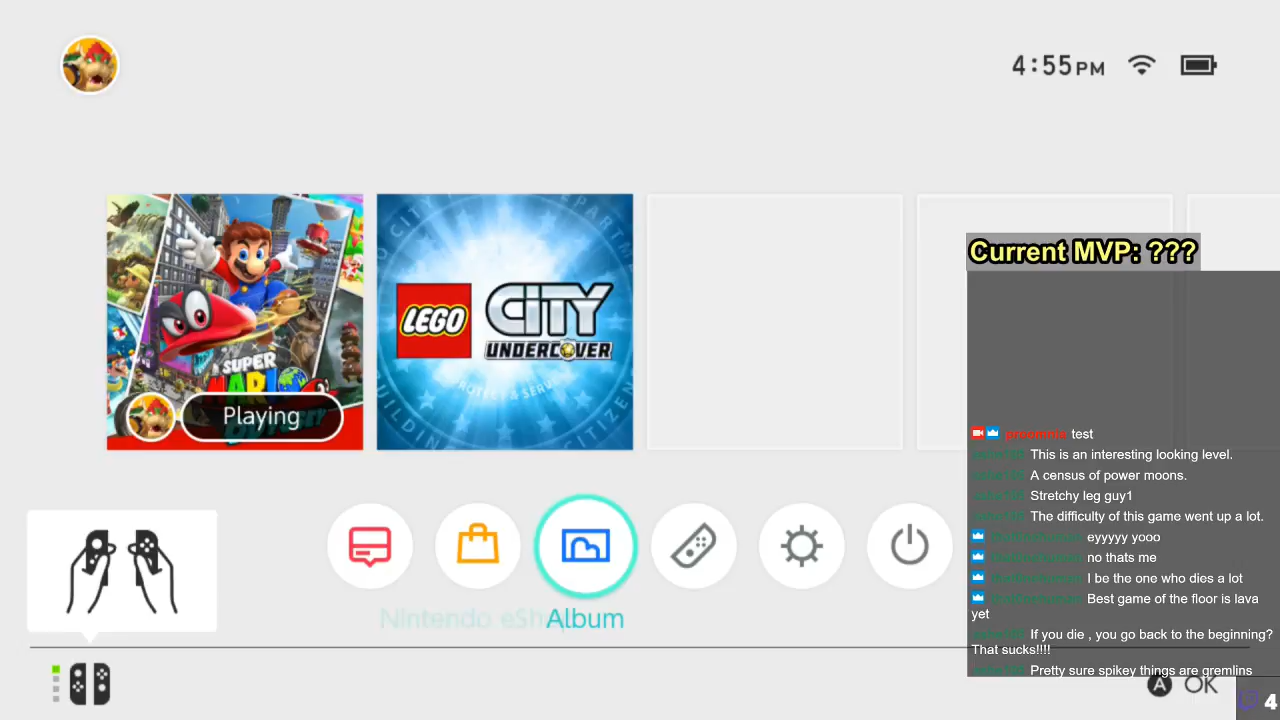 4:55PM
LEGO CITY
UNDERCOVER
SUPER
MARIO
Playing
Current MVP: ???
test
This is an interesting looking level.
A census of power moons.
Stretchy leg guy1
The difficulty of this game went up a lot.
eyyyy yooo
no thats me
I be the one who dies a lot
Best game of the floor is lava
yet
If you die , you go back to the beginning?
That sucks!!!!
Pretty sure spikey things are gremlins
Nintendo eShop
Album
A OK
4